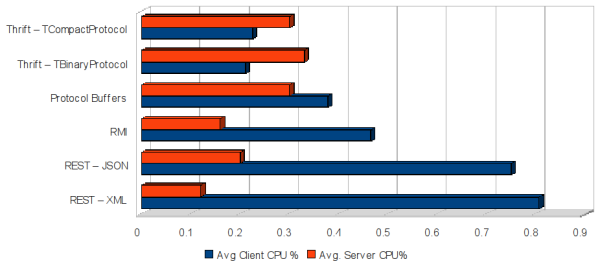 Thrift – TCompactProtocol
Thrift – TBinaryProtocol
Protocol Buffers
RMI
REST – JSON
REST – XML
0 0.1 0.2 0.3 0.4 0.5 0.6 0.7 0.8 0.9
Avg Client CPU % Avg. Server CPU%